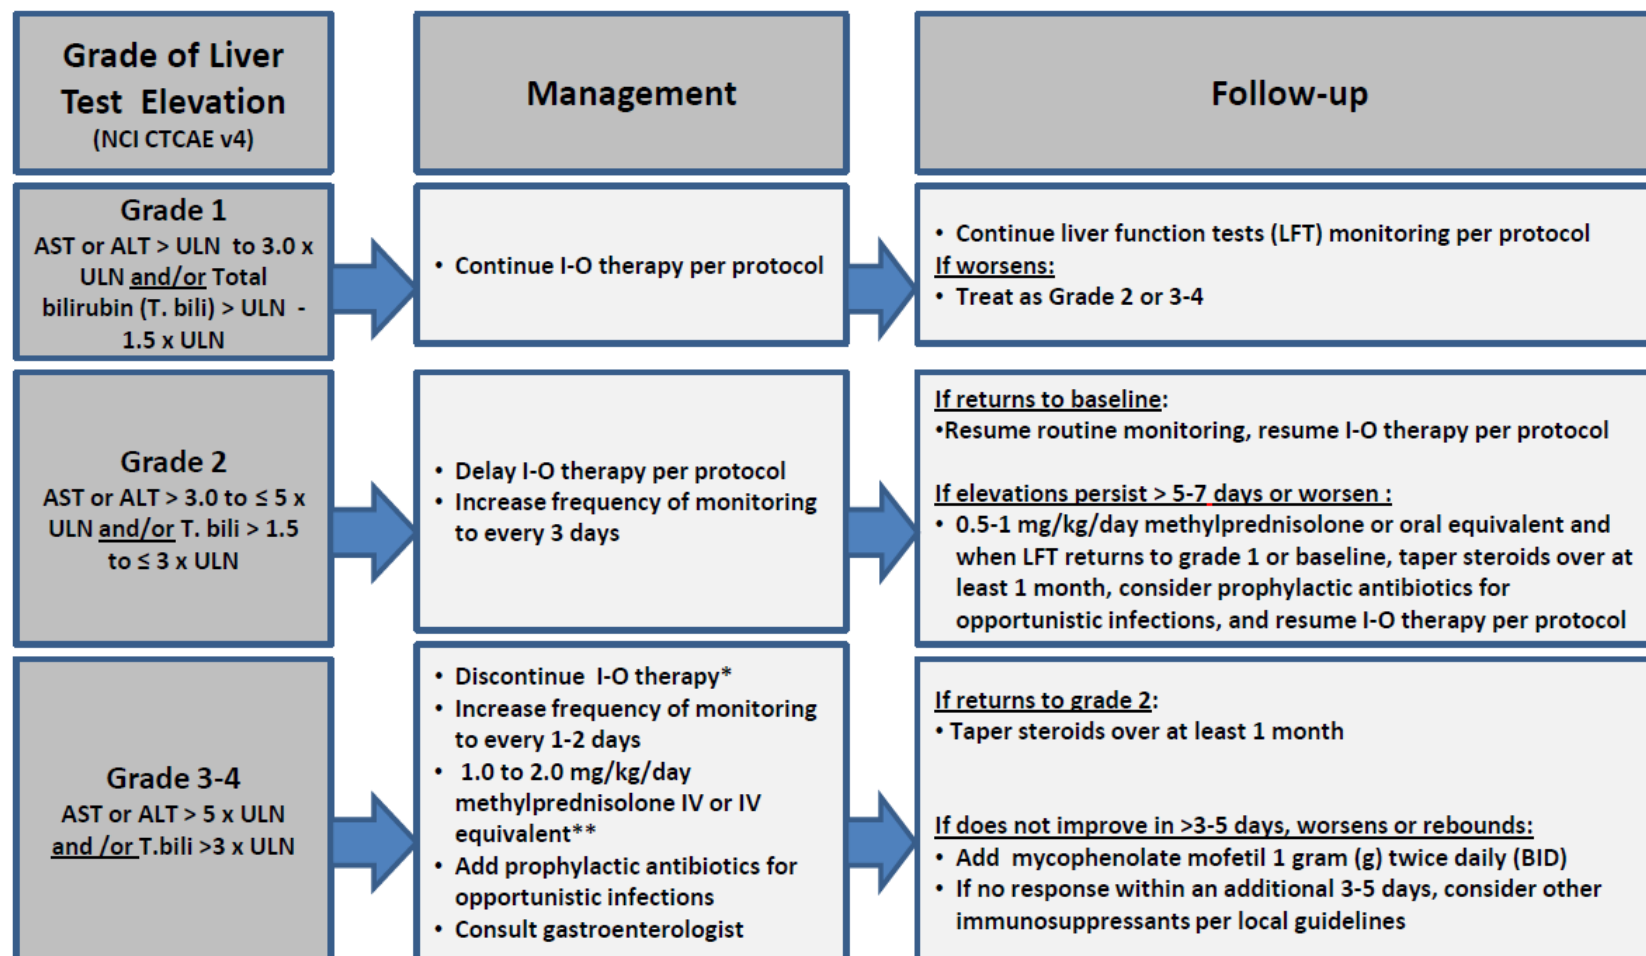 Grade of Liver
Test Elevation
(NCI CTCAE v4)
Management
Follow-up
Grade 1
AST or ALT > ULN to 3.0 x
ULN and/or Total
bilirubin (T. bili) > ULN -
1.5 x ULN
• Continue I-O therapy per protocol
• Continue liver function tests (LFT) monitoring per protocol
If worsens:
• Treat as Grade 2 or 3-4
Grade 2
AST or ALT > 3.0 to ≤ 5 x
ULN and/or T. bili > 1.5
to ≤ 3 x ULN
• Delay I-O therapy per protocol
• Increase frequency of monitoring
to every 3 days
If returns to baseline:
•Resume routine monitoring, resume I-O therapy per protocol
If elevations persist > 5-7 days or worsen :
• 0.5-1 mg/kg/day methylprednisolone or oral equivalent and
when LFT returns to grade 1 or baseline, taper steroids over at
least 1 month, consider prophylactic antibiotics for
opportunistic infections, and resume I-O therapy per protocol
Grade 3-4
AST or ALT > 5 x ULN
and /or T.bili >3 x ULN
• Discontinue I-O therapy*
• Increase frequency of monitoring
to every 1-2 days
• 1.0 to 2.0 mg/kg/day
methylprednisolone IV or IV
equivalent**
• Add prophylactic antibiotics for
opportunistic infections
• Consult gastroenterologist
If returns to grade 2:
• Taper steroids over at least 1 month
If does not improve in >3-5 days, worsens or rebounds:
• Add mycophenolate mofetil 1 gram (g) twice daily (BID)
• If no response within an additional 3-5 days, consider other
immunosuppressants per local guidelines